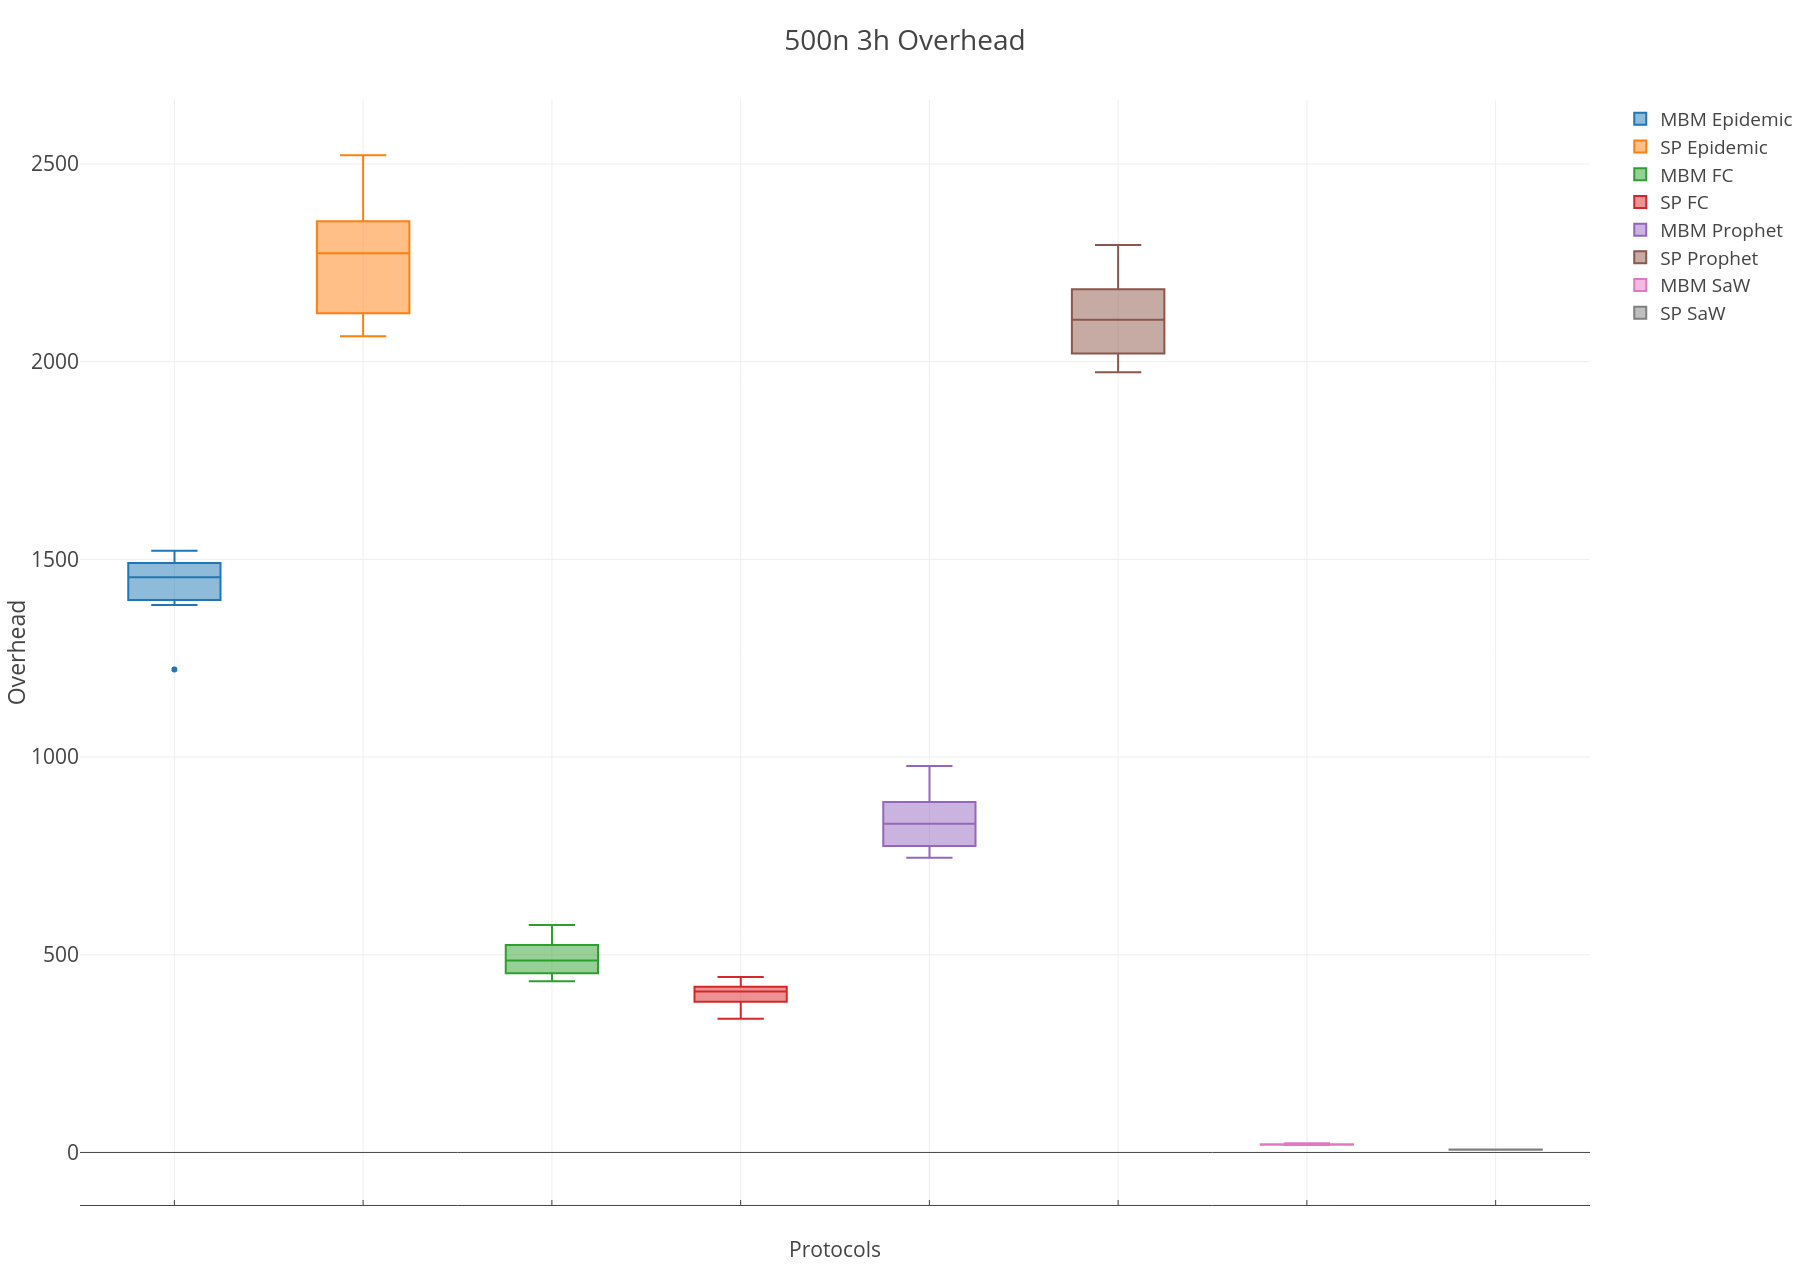 500n 3h Overhead
2500
2000
1500
1000
500
0
Overhead
Protocols
MBM Epidemic
SP Epidemic
MBM FC
SP FC
MBM Prophet
SP Prophet
MBM SaW
SP SaW